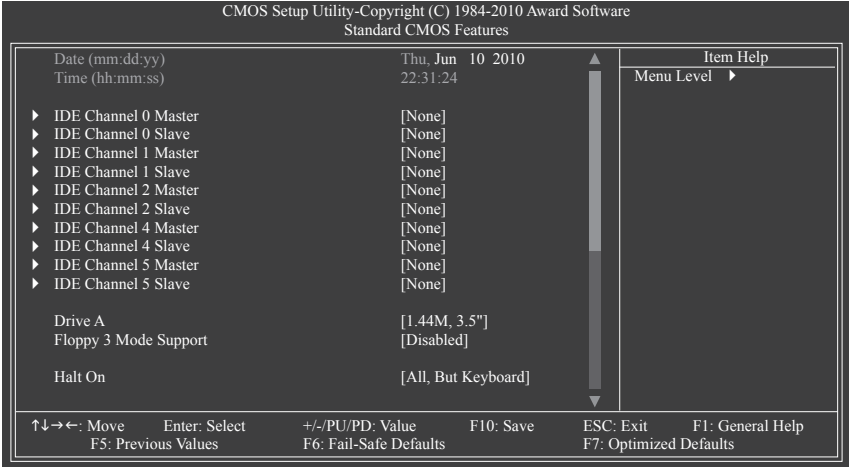 CMOS Setup Utility-Copyright (C) 1984-2010 Award Software
Standard CMOS Features
Date (mm:dd:yy) Thu, Jun 10 2010
Time (hh:mm:ss) 22:31:24
IDE Channel 0 Master [None]
IDE Channel 0 Slave [None]
IDE Channel 1 Master [None]
IDE Channel 1 Slave [None]
IDE Channel 2 Master [None]
IDE Channel 2 Slave [None]
IDE Channel 4 Master [None]
IDE Channel 4 Slave [None]
IDE Channel 5 Master [None]
IDE Channel 5 Slave [None]
Drive A [1.44M, 3.5"]
Floppy 3 Mode Support [Disabled]
Halt On [All, But Keyboard]
Item Help
Menu Level
↑↓→←: Move Enter: Select +/-/PU/PD: Value F10: Save ESC: Exit F1: General Help
F5: Previous Values F6: Fail-Safe Defaults F7: Optimized Defaults